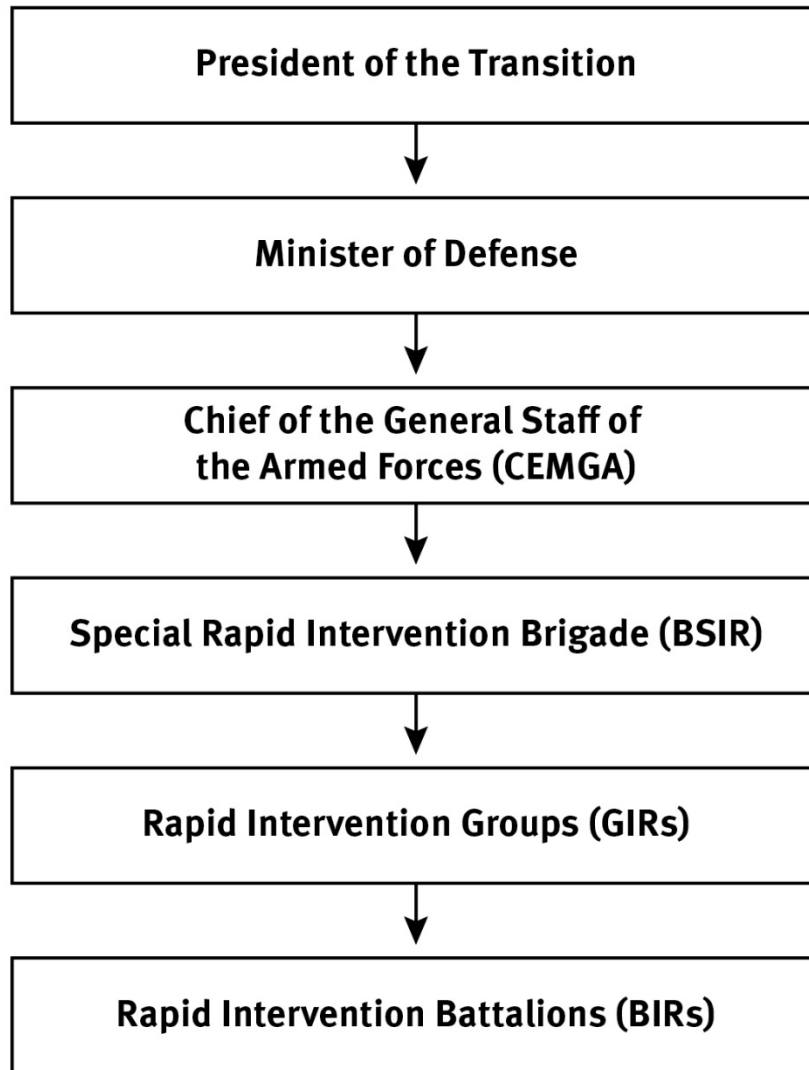 President of the Transition
Minister of Defense
Chief of the General Staff of
the Armed Forces (CEMGA)
Special Rapid Intervention Brigade (BSIR)
Rapid Intervention Groups (GIRs)
Rapid Intervention Battalions (BIRs)